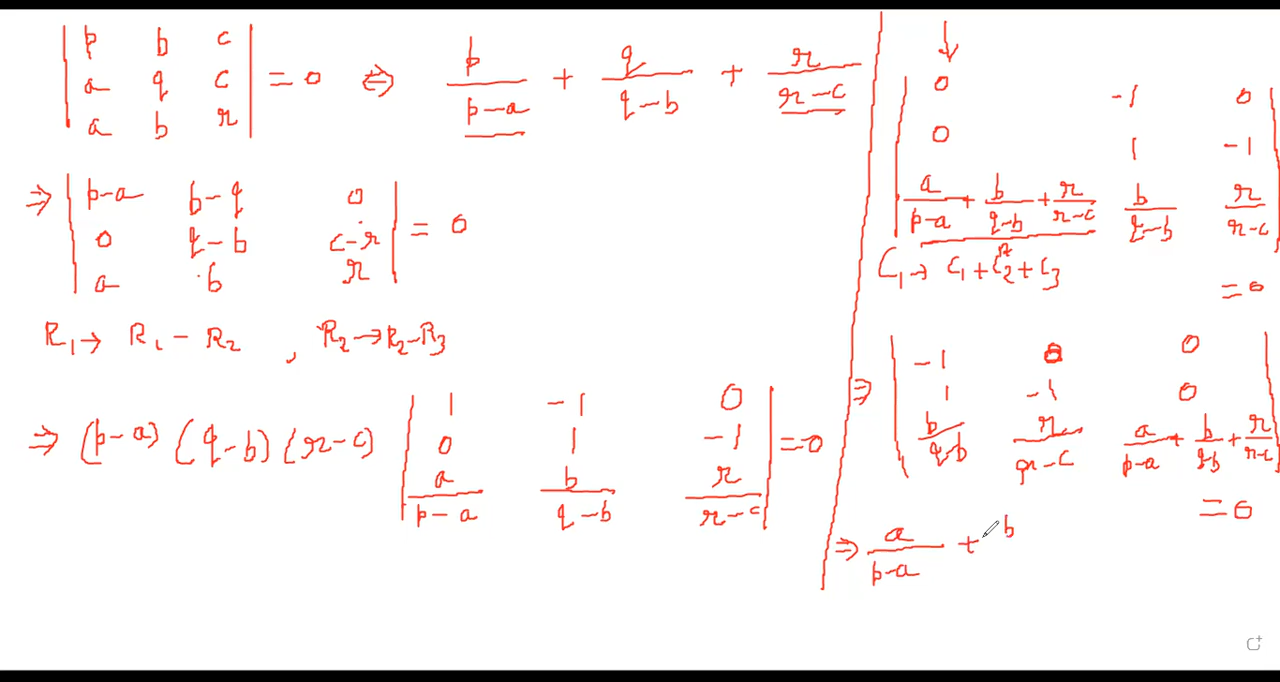 | p b c |
| a q c | = 0 ⇔ p/(p-a) + q/(q-b) + r/(r-c)
| a b r |
⇒ | p-a b-q 0 |
| 0 q-b c-r | = 0
| a b r |
R₁→ R₁ - R₂ , R₂→R₂-R₃
⇒ (p-a) (q-b) (r-c) | 1 -1 0 |
| 0 1 -1 | =0
| a/(p-a) b/(q-b) r/(r-c) |
↓
| 0 -1 0 |
| 0 1 -1 |
| a/(p-a) + b/(q-b) + r/(r-c) b/(q-b) r/(r-c) |
C₁→ C₁ + C₂ + C₃
= 0
⇒ | -1 0 0 |
| 1 -1 0 |
| b/(q-b) r/(r-c) a/(p-a) + b/(q-b) + r/(r-c) |
= 0
⇒ a/(p-a) + b